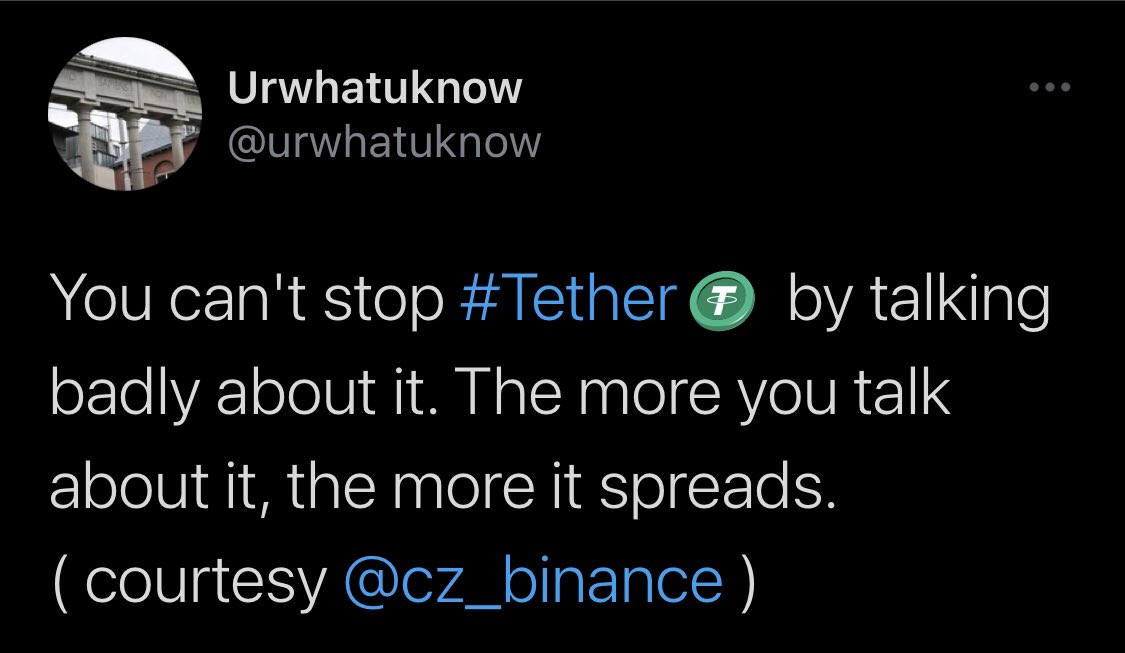 Urwhatuknow
@urwhatuknow
You can't stop #Tether by talking
badly about it. The more you talk
about it, the more it spreads.
( courtesy @cz_binance )